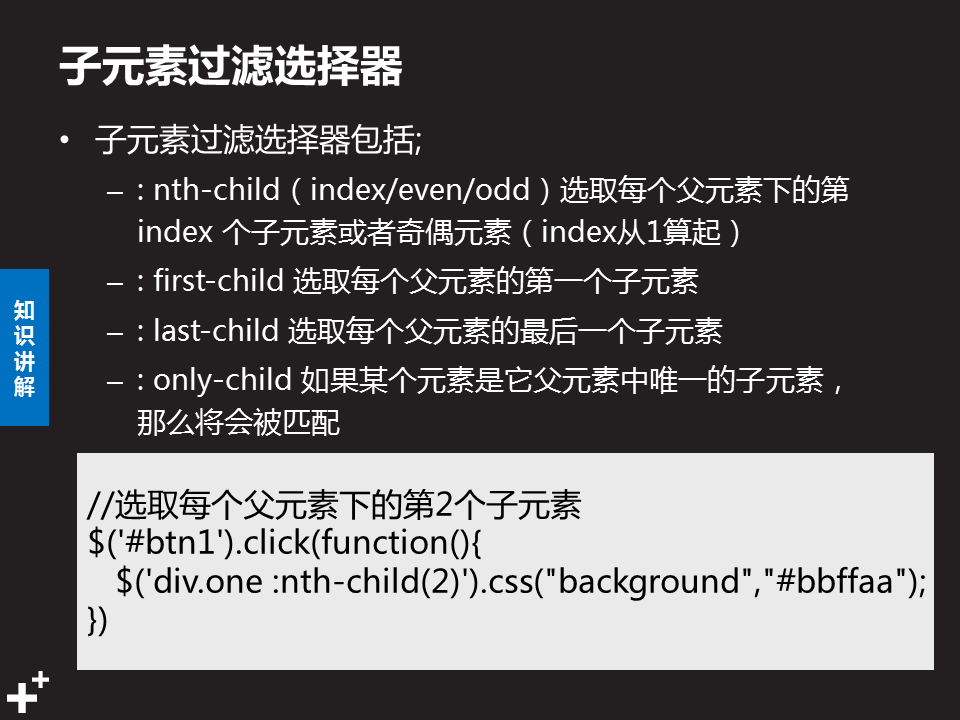 子元素过滤选择器
• 子元素过滤选择器包括;
– : nth-child（index/even/odd）选取每个父元素下的第
index 个子元素或者奇偶元素（index从1算起）
– : first-child 选取每个父元素的第一个子元素
– : last-child 选取每个父元素的最后一个子元素
– : only-child 如果某个元素是它父元素中唯一的子元素，
那么将会被匹配
知识讲解
//选取每个父元素下的第2个子元素
$('#btn1').click(function(){
$('div.one :nth-child(2)').css("background","#bbffaa");
})